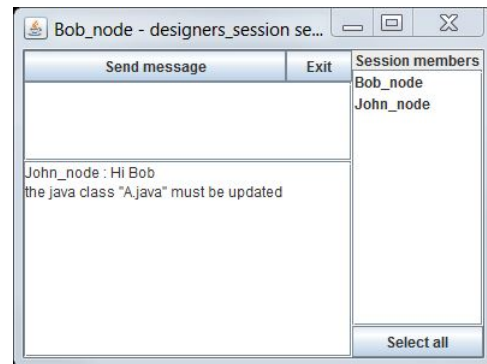 Bob_node - designers_session se...
Send message
Exit
Session members
Bob_node
John_node
John_node : Hi Bob
the java class "A.java" must be updated
Select all